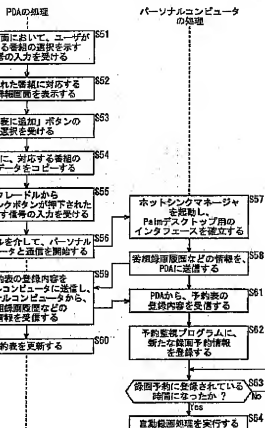 PDAの処理
パーソナルコンピュータ
の処理
S51
面において、ユーザが
る番組の選択を示す
号の入力を受ける
S52
れた番組に対応する
詳細画面を表示する
S53
表に追加」ボタンの
選択を受ける
S54
に、対応する番組の
データをコピーする
S55
クレードルから
ンクボタンが押下された
す信号の入力を受ける
S56
ルを介して、パーソナル
ータと通信を開始する
S57
ホットシンクマネージャ
を起動し、
Palmデスクトップ用の
インタフェースを確立する
S58
番組録画履歴などの情報を、
PDAに送信する
S59
約表の登録内容を
コンピュータに送信し、
ナルコンピュータから、
組録画履歴などの
情報を受信する
S61
PDAから、予約表の
登録内容を受信する
S60
約表を更新する
S62
予約監視プログラムに、
新たな録画予約情報
を登録する
S63
録画予約に登録されている
時間になったか？
No
Yes
S64
自動録画処理を実行する